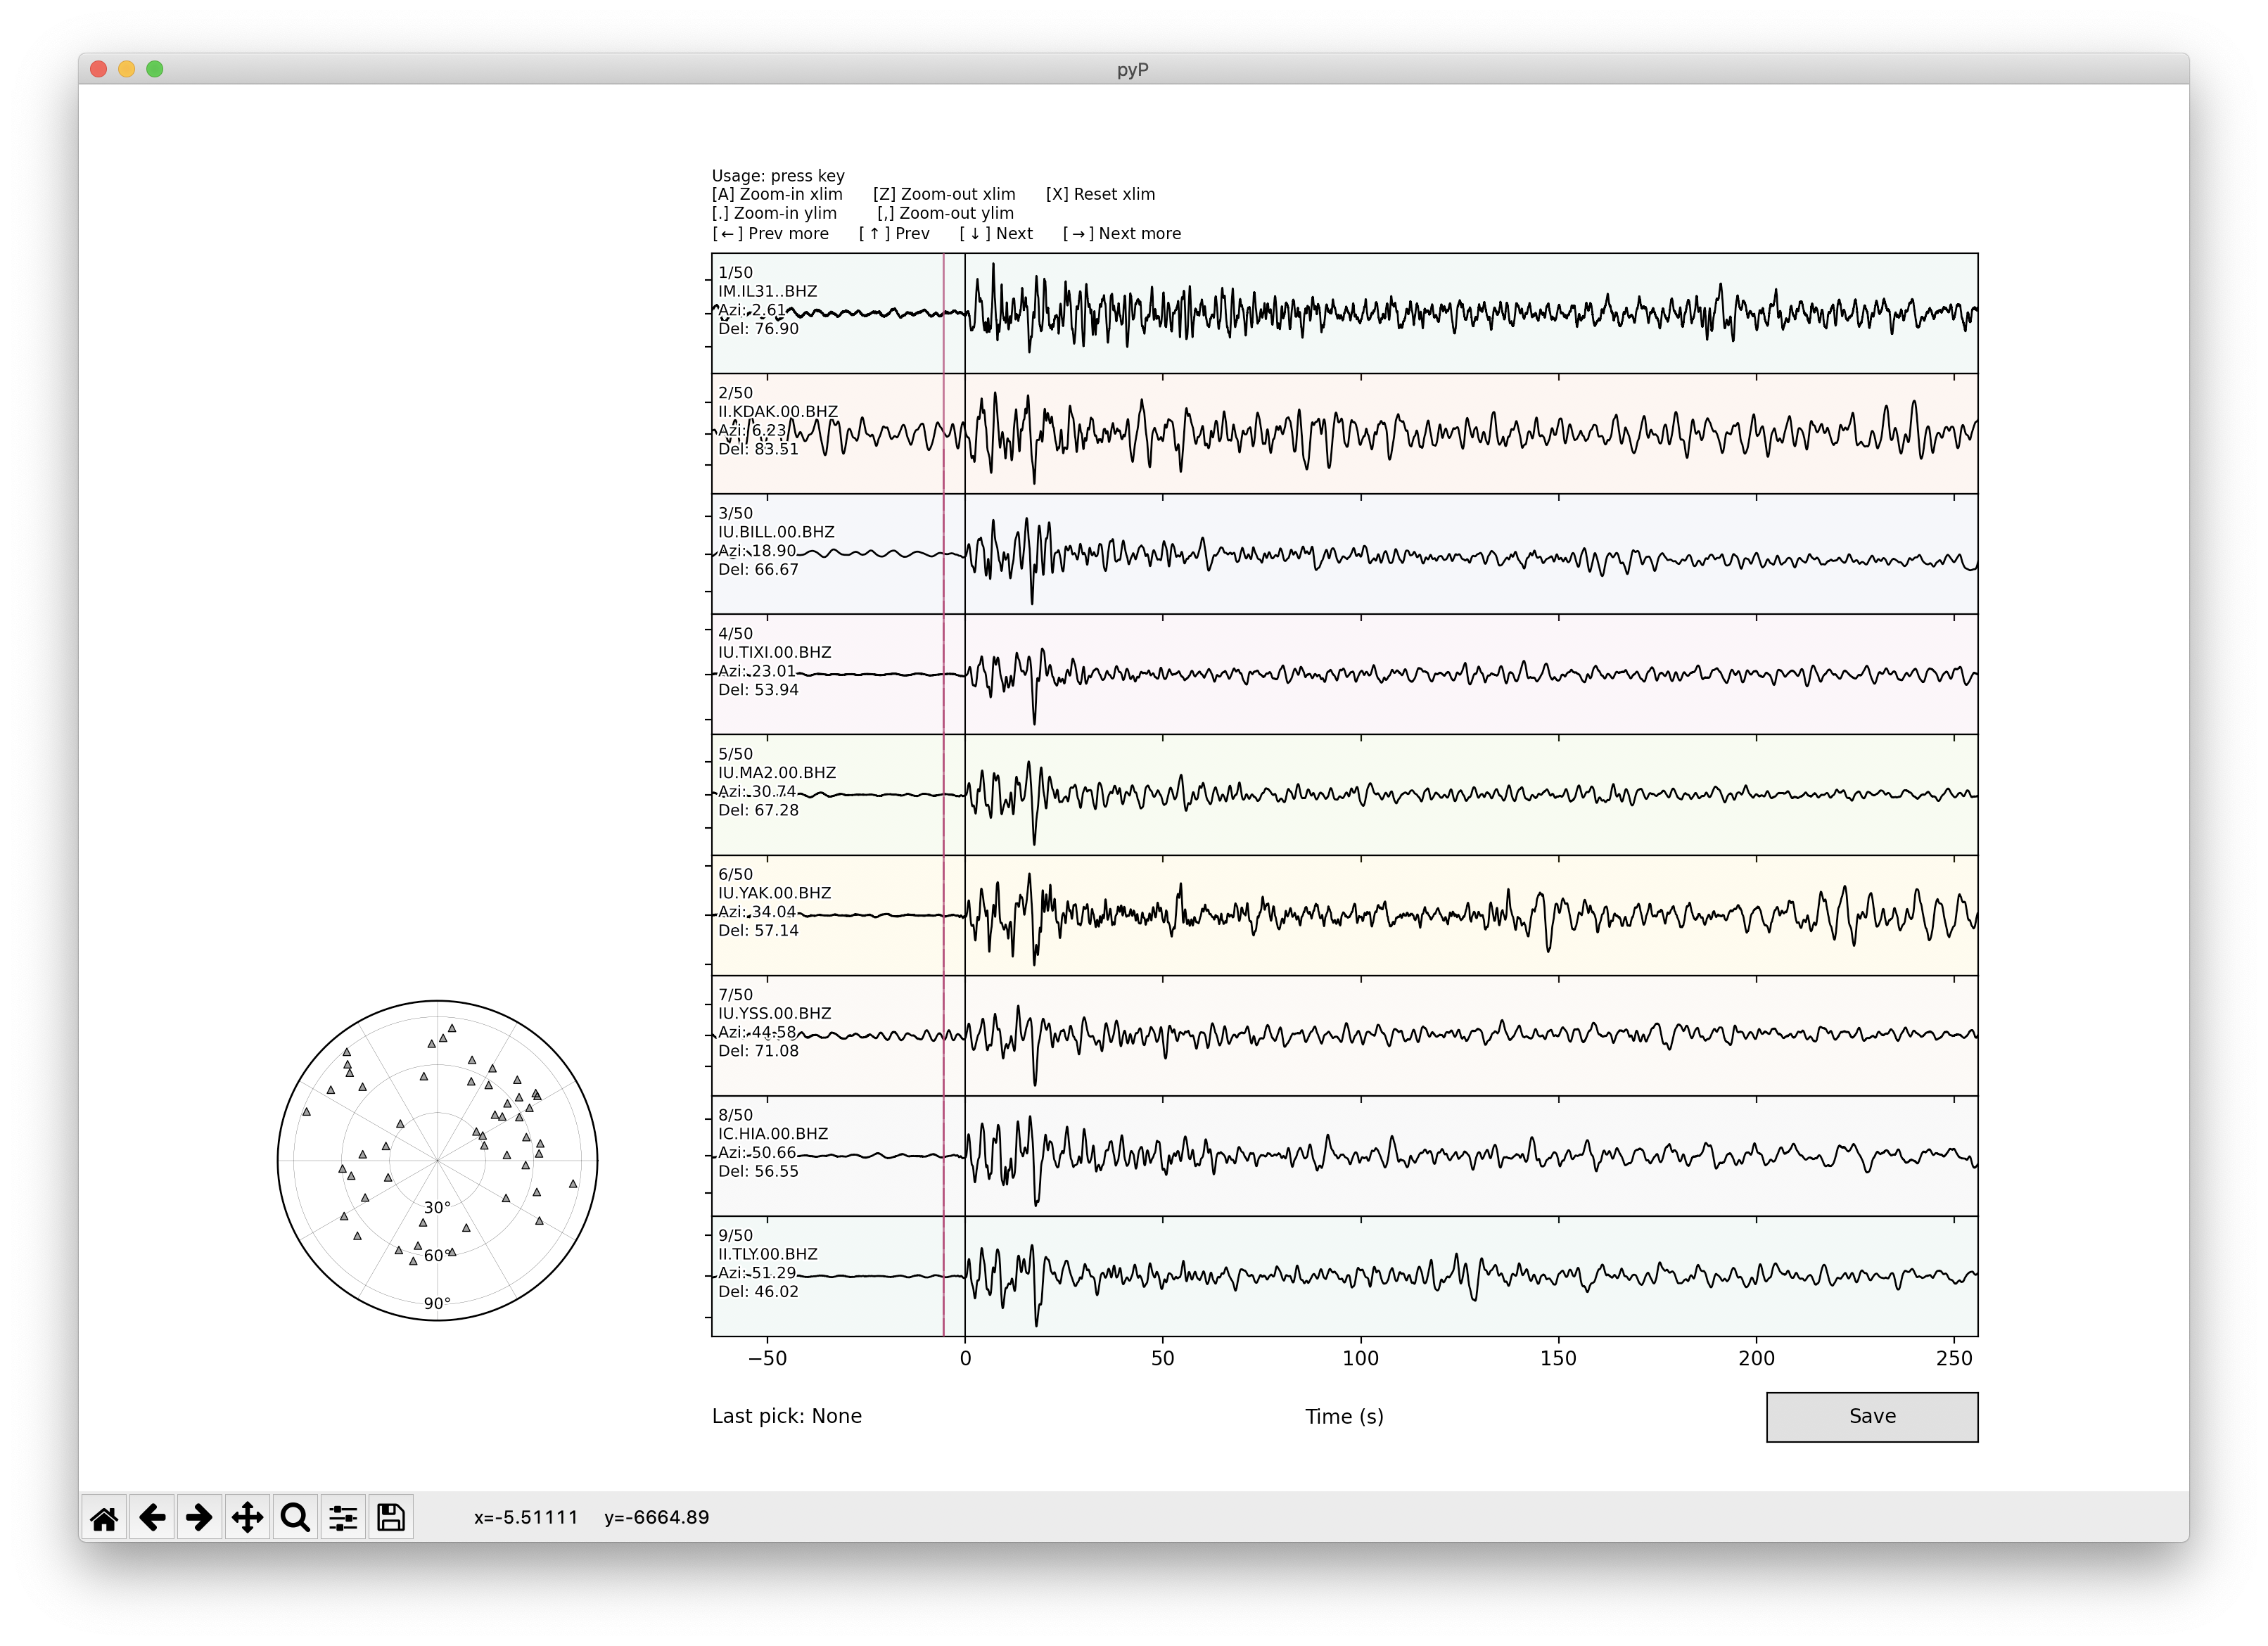 pyP
Usage: press key
[A] Zoom-in xlim [Z] Zoom-out xlim [X] Reset xlim
[.] Zoom-in ylim [,] Zoom-out ylim
[←] Prev more [↑] Prev [↓] Next [→] Next more
1/50
IM.IL31..BHZ
Azi: 2.61
Del: 76.90
2/50
II.KDAK.00.BHZ
Azi: 6.23
Del: 83.51
3/50
IU.BILL.00.BHZ
Azi: 18.90
Del: 66.67
4/50
IU.TIXI.00.BHZ
Azi: 23.01
Del: 53.94
5/50
IU.MA2.00.BHZ
Azi: 30.74
Del: 67.28
6/50
IU.YAK.00.BHZ
Azi: 34.04
Del: 57.14
7/50
IU.YSS.00.BHZ
Azi: 44.58
Del: 71.08
8/50
IC.HIA.00.BHZ
Azi: 50.66
Del: 56.55
9/50
II.TLY.00.BHZ
Azi: 51.29
Del: 46.02
30°
60°
90°
−50 0 50 100 150 200 250
Last pick: None Time (s) Save
x=-5.51111 y=-6664.89